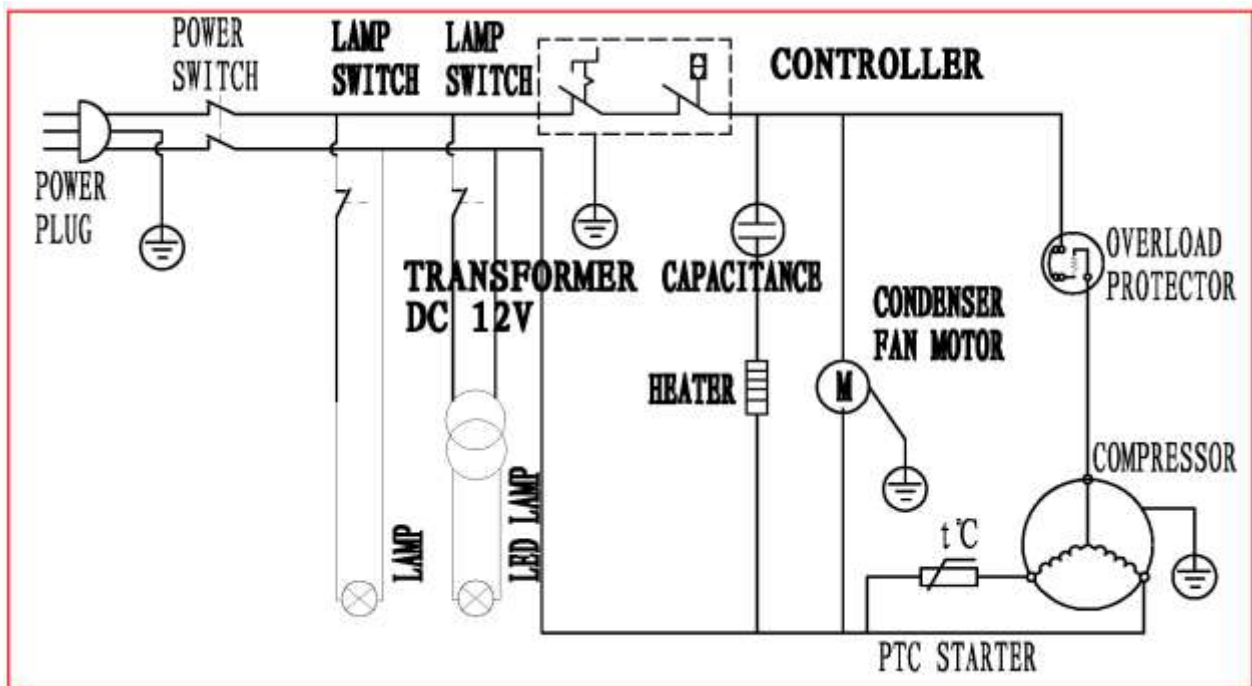 POWER
SWITCH
LAMP
SWITCH
LAMP
SWITCH
CONTROLLER
POWER
PLUG
TRANSFORMER
DC 12V
CAPACITANCE
OVERLOAD
PROTECTOR
CONDENSER
FAN MOTOR
HEATER
M
COMPRESSOR
LAMP
LED LAMP
t℃
PTC STARTER